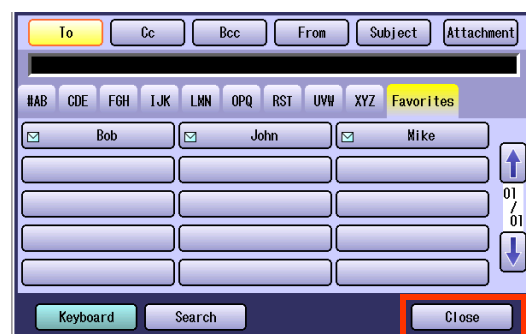 To Cc Bcc From Subject Attachment
#AB CDE FGH IJK LMN OPQ RST UVW XYZ Favorites
Bob John Mike
01
/
01
Keyboard Search Close